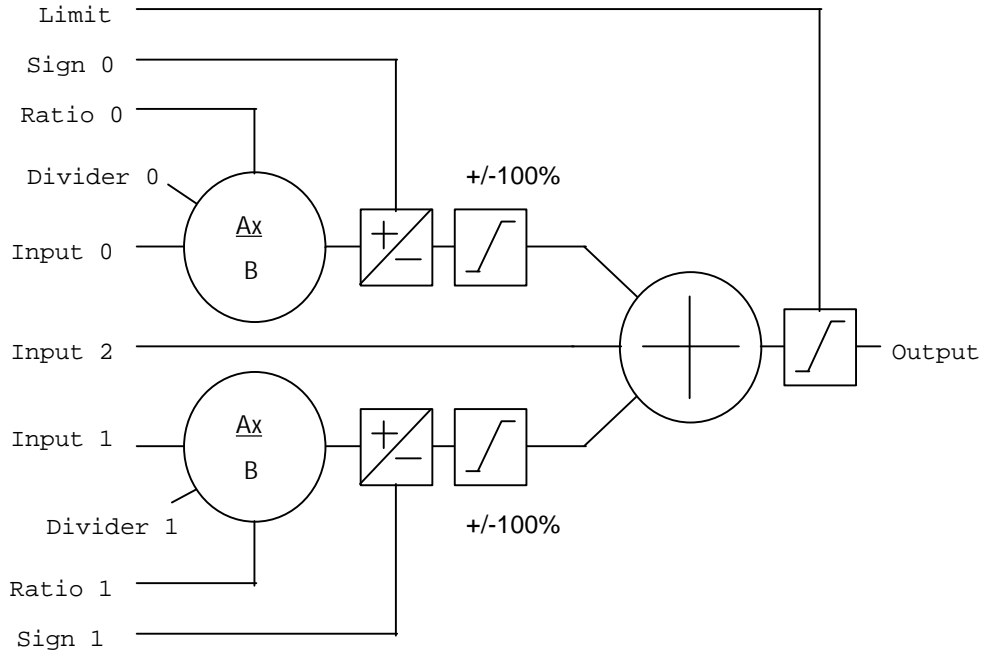 Limit
Sign 0
Ratio 0
Divider 0
+/-100%
Ax
B
+
−
Input 0
Input 2
Output
Input 1
Ax
B
+
−
Divider 1
+/-100%
Ratio 1
Sign 1